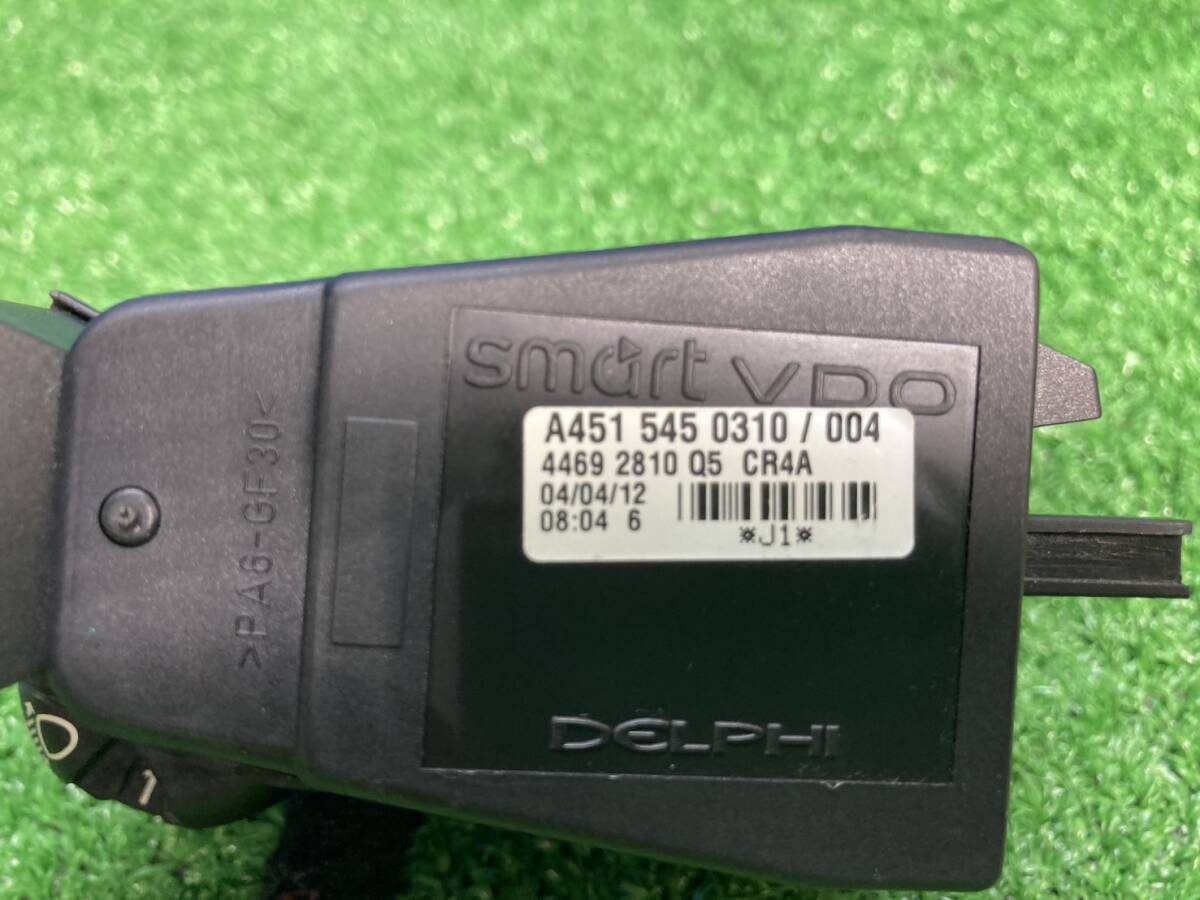 smart VDO
A451 545 0310 / 004
4469 2810 Q5 CR4A
04/04/12
08:04 6
*J1*
DELPHI
>PA6-GF30<
1